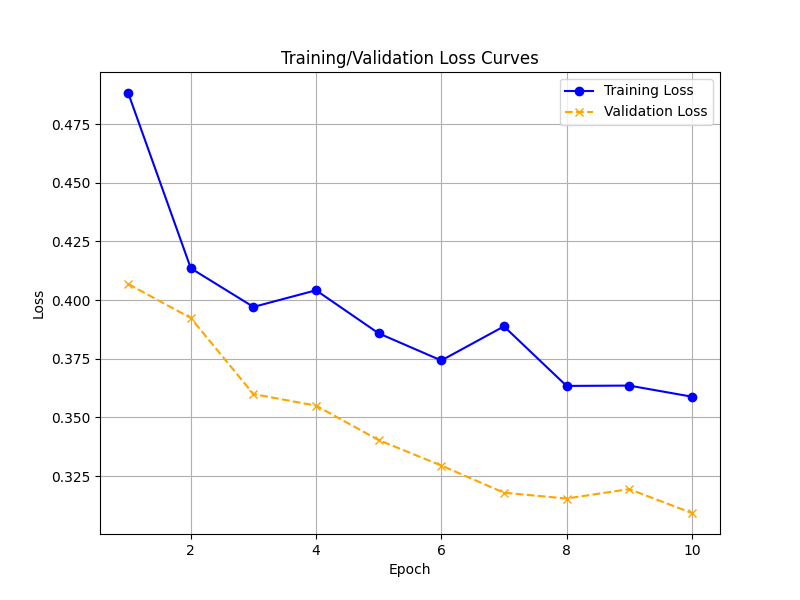 Training/Validation Loss Curves
Training Loss
Validation Loss
0.475
0.450
0.425
0.400
0.375
0.350
0.325
Loss
2 4 6 8 10
Epoch